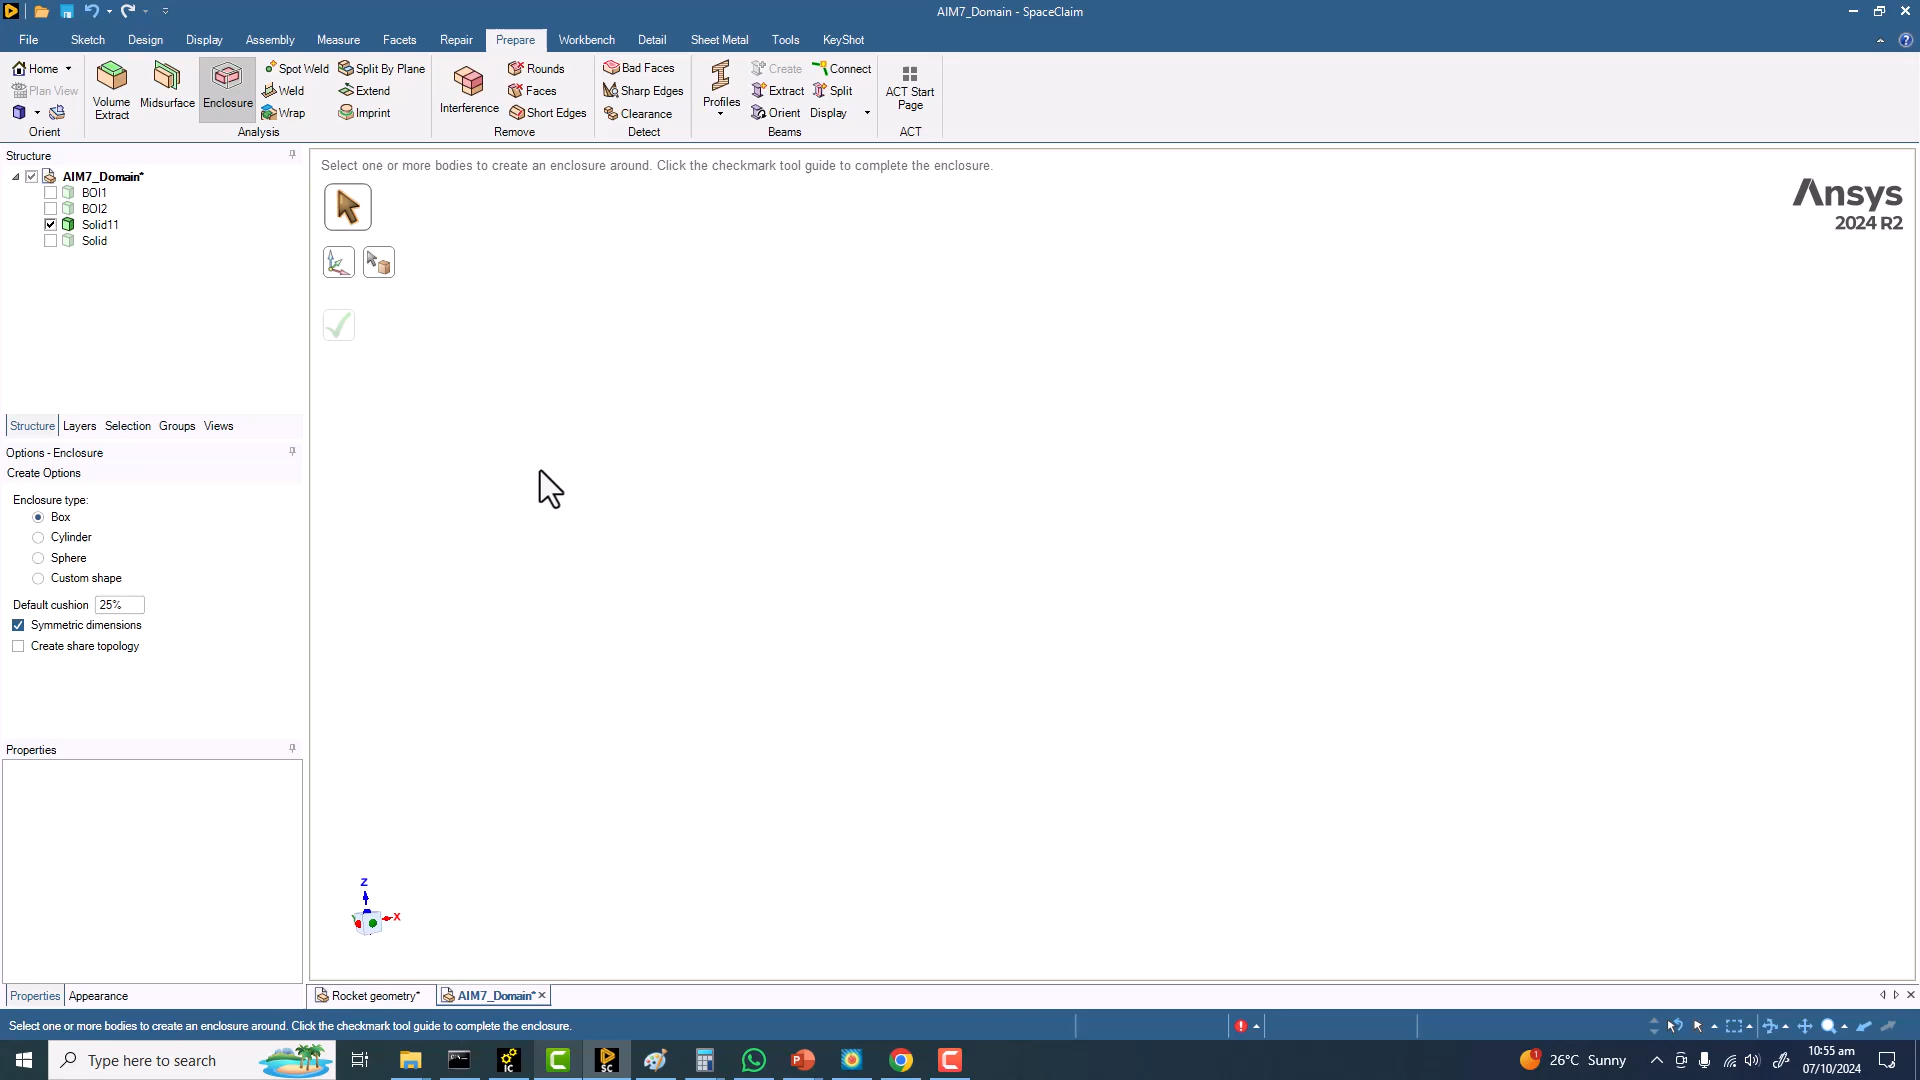 AIM7_Domain - SpaceClaim
File Sketch Design Display Assembly Measure Facets Repair Prepare Workbench Detail Sheet Metal Tools KeyShot
Home
Plan View
Orient
Volume Extract
Midsurface
Enclosure
Spot Weld
Weld
Wrap
Split By Plane
Extend
Imprint
Analysis
Interference
Rounds
Faces
Short Edges
Remove
Bad Faces
Sharp Edges
Clearance
Detect
Profiles
Create
Extract
Orient
Connect
Split
Display
Beams
ACT Start
Page
ACT
Structure
AIM7_Domain*
BOI1
BOI2
Solid11
Solid
Structure Layers Selection Groups Views
Options - Enclosure
Create Options
Enclosure type:
Box
Cylinder
Sphere
Custom shape
Default cushion 25%
Symmetric dimensions
Create share topology
Properties
Properties Appearance
Select one or more bodies to create an enclosure around. Click the checkmark tool guide to complete the enclosure.
Ansys
2024 R2
Z
X
Rocket geometry* AIM7_Domain*
Select one or more bodies to create an enclosure around. Click the checkmark tool guide to complete the enclosure.
Type here to search
IC
SC
1
26°C Sunny
10:55 am
07/10/2024